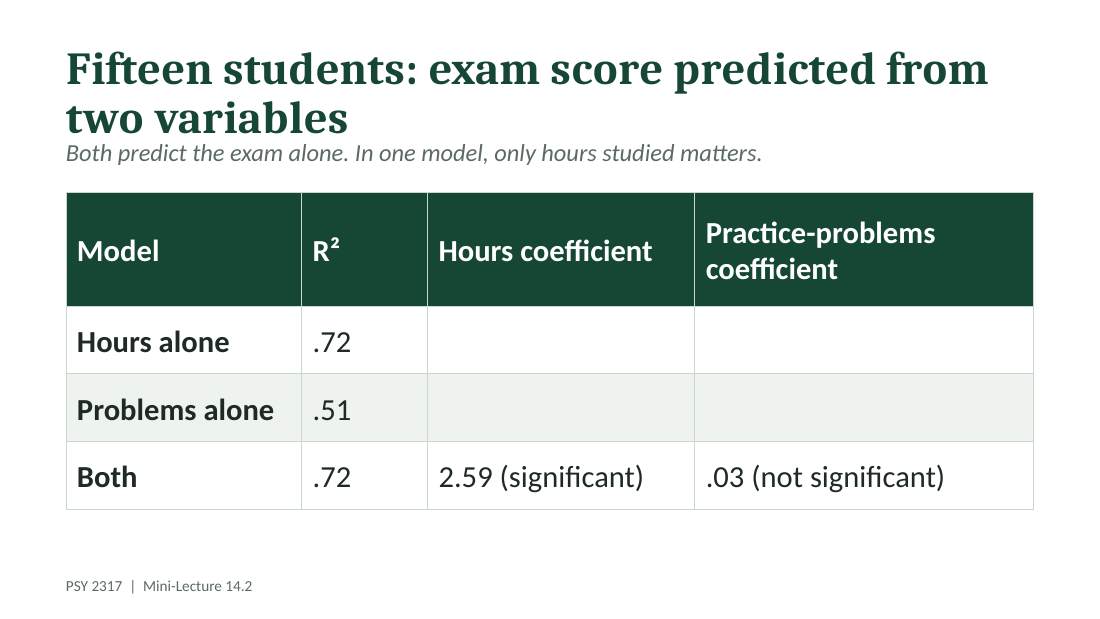 Fifteen students: exam score predicted from
two variables
Both predict the exam alone. In one model, only hours studied matters.
Model R² Hours coefficient Practice-problems coefficient
Hours alone .72
Problems alone .51
Both .72 2.59 (significant) .03 (not significant)
PSY 2317 | Mini-Lecture 14.2